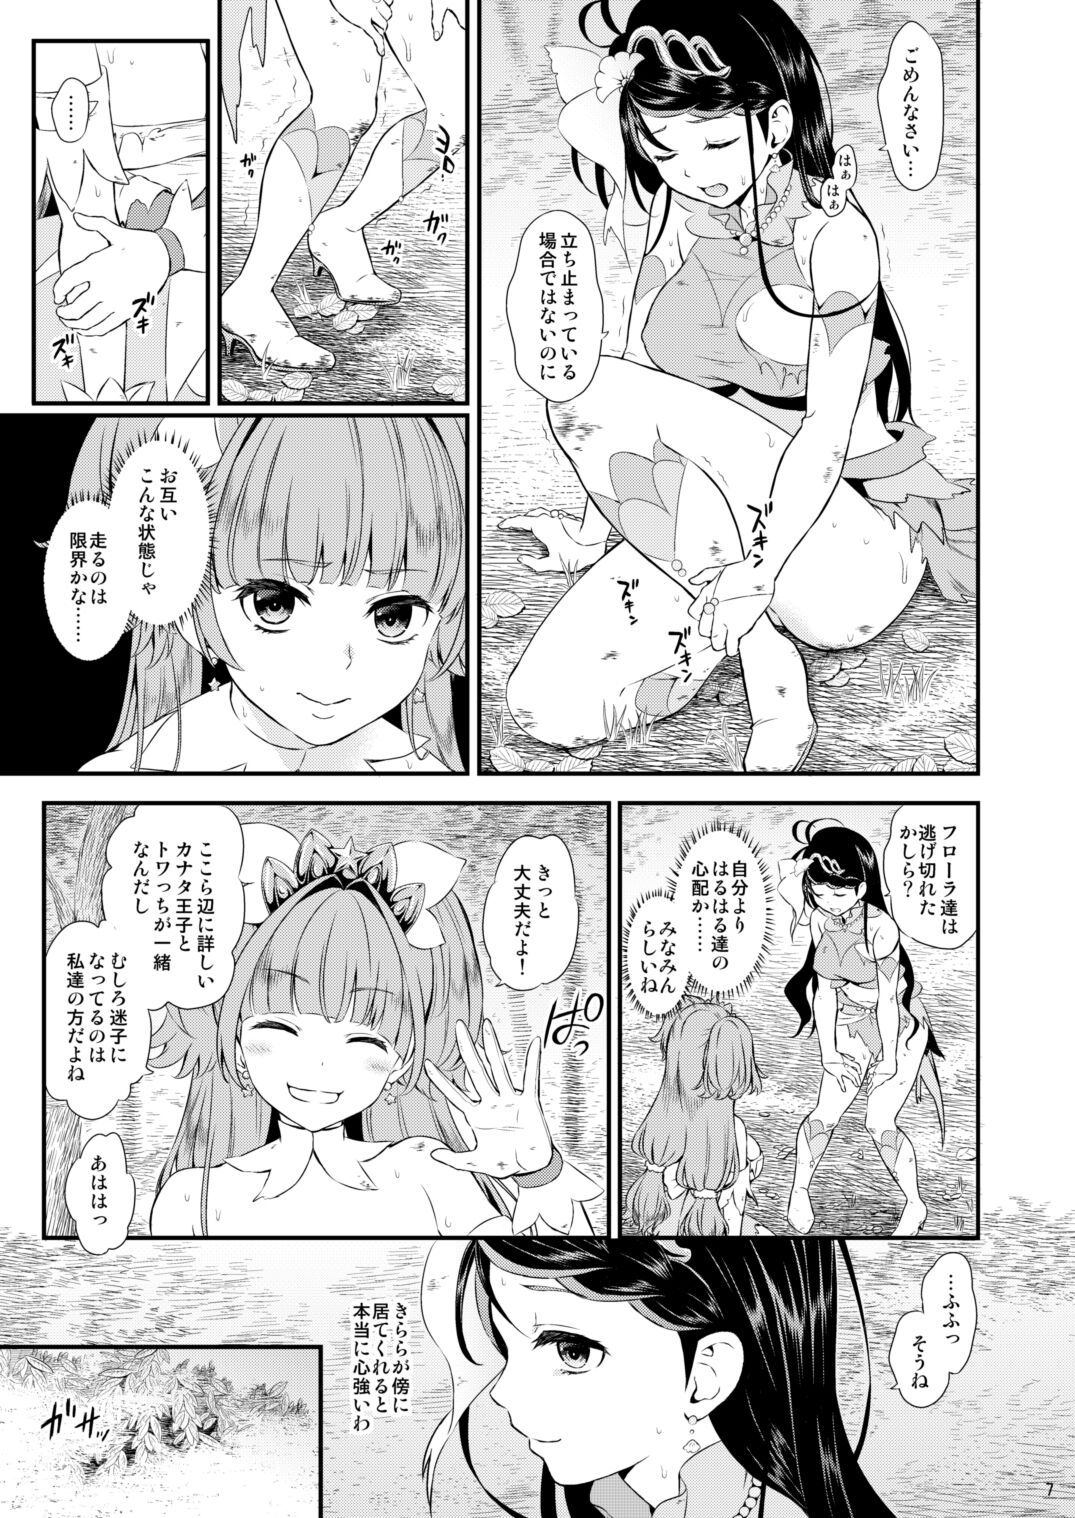 ごめんなさい…
はぁ
はぁ
立ち止まっている
場合ではないのに
ズキン
ズキン
ズキン
ヨロ…
ガクッ
ガクッ
……
ズキ
ズキ
お互い
こんな状態じゃ
走るのは
限界かな……
フローラ達は
逃げ切れた
かしら？
自分より
はるはる達の
心配か……
みなみん
らしいね
きっと
大丈夫だよ！
ぱっ
ここら辺に詳しい
カナタ王子と
トワっちが一緒
なんだし
むしろ迷子に
なってるのは
私達の方だよね
あははっ
…ふふっ
そうね
きららが傍に
居てくれると
本当に心強いわ
ガサッ…
7